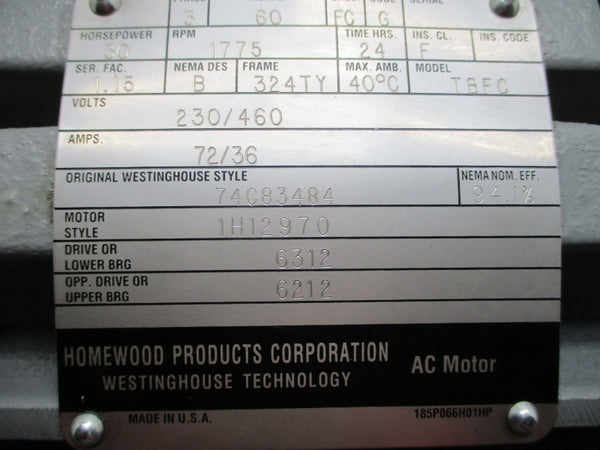 3 60 FC G
HORSEPOWER RPM TIME HRS. INS. CL. INS. CODE
30 1775 24 F
SER. FAC. NEMA DES FRAME MAX. AMB. MODEL
1.15 B 324TY 40°C TBFC
VOLTS
230/460
AMPS.
72/36
ORIGINAL WESTINGHOUSE STYLE NEMA NOM. EFF.
74C83484 94.1%
MOTOR
STYLE 1H12970
DRIVE OR
LOWER BRG 6312
OPP. DRIVE OR
UPPER BRG 6212
HOMEWOOD PRODUCTS CORPORATION AC Motor
WESTINGHOUSE TECHNOLOGY
MADE IN U.S.A. 185P066H01HP